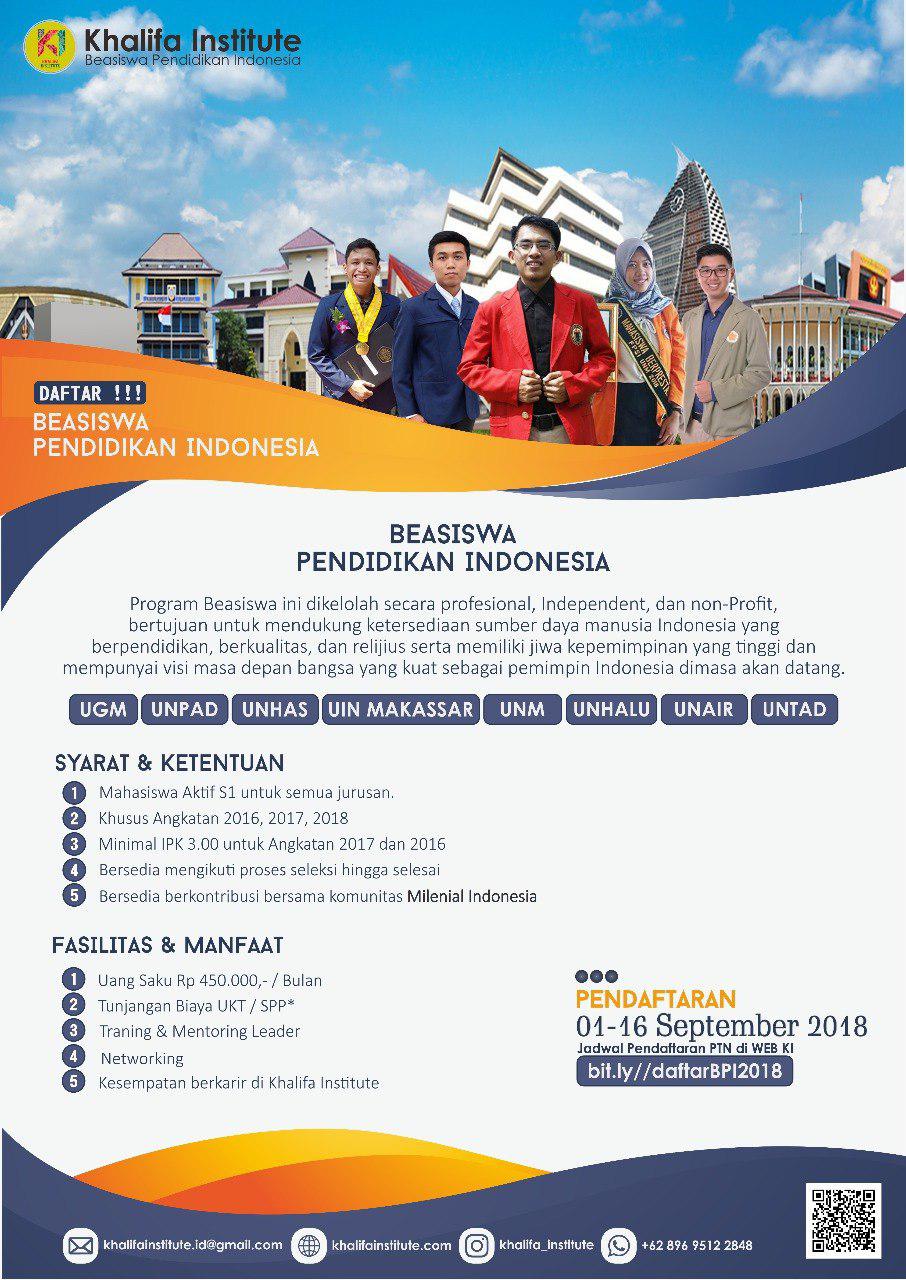 Khalifa Institute
Beasiswa Pendidikan Indonesia
DAFTAR !!!
BEASISWA
PENDIDIKAN INDONESIA
BEASISWA
PENDIDIKAN INDONESIA
Program Beasiswa ini dikelolah secara profesional, Independent, dan non-Profit,
bertujuan untuk mendukung ketersediaan sumber daya manusia Indonesia yang
berpendidikan, berkualitas, dan relijius serta memiliki jiwa kepemimpinan yang tinggi dan
mempunyai visi masa depan bangsa yang kuat sebagai pemimpin Indonesia dimasa akan datang.
UGM UNPAD UNHAS UIN MAKASSAR UNM UNHALU UNAIR UNTAD
SYARAT & KETENTUAN
1 Mahasiswa Aktif S1 untuk semua jurusan.
2 Khusus Angkatan 2016, 2017, 2018
3 Minimal IPK 3.00 untuk Angkatan 2017 dan 2016
4 Bersedia mengikuti proses seleksi hingga selesai
5 Bersedia berkontribusi bersama komunitas Milenial Indonesia
FASILITAS & MANFAAT
1 Uang Saku Rp 450.000,- / Bulan
2 Tunjangan Biaya UKT / SPP*
3 Traning & Mentoring Leader
4 Networking
5 Kesempatan berkarir di Khalifa Institute
PENDAFTARAN
01-16 September 2018
Jadwal Pendaftaran PTN di WEB KI
bit.ly//daftarBPI2018
khalifainstitute.id@gmail.com khalifainstitute.com khalifa_institute +62 896 9512 2848